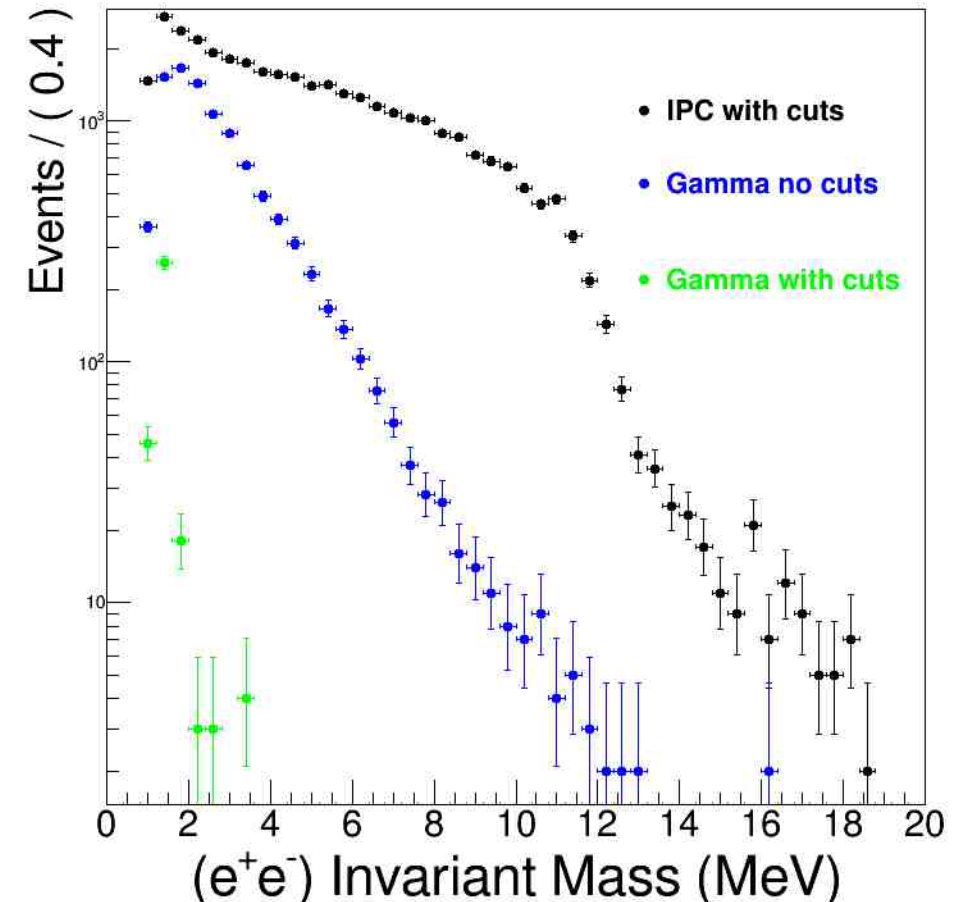 Events / ( 0.4 )
10³
10²
10
IPC with cuts
Gamma no cuts
Gamma with cuts
0 2 4 6 8 10 12 14 16 18 20
(e⁺e⁻) Invariant Mass (MeV)